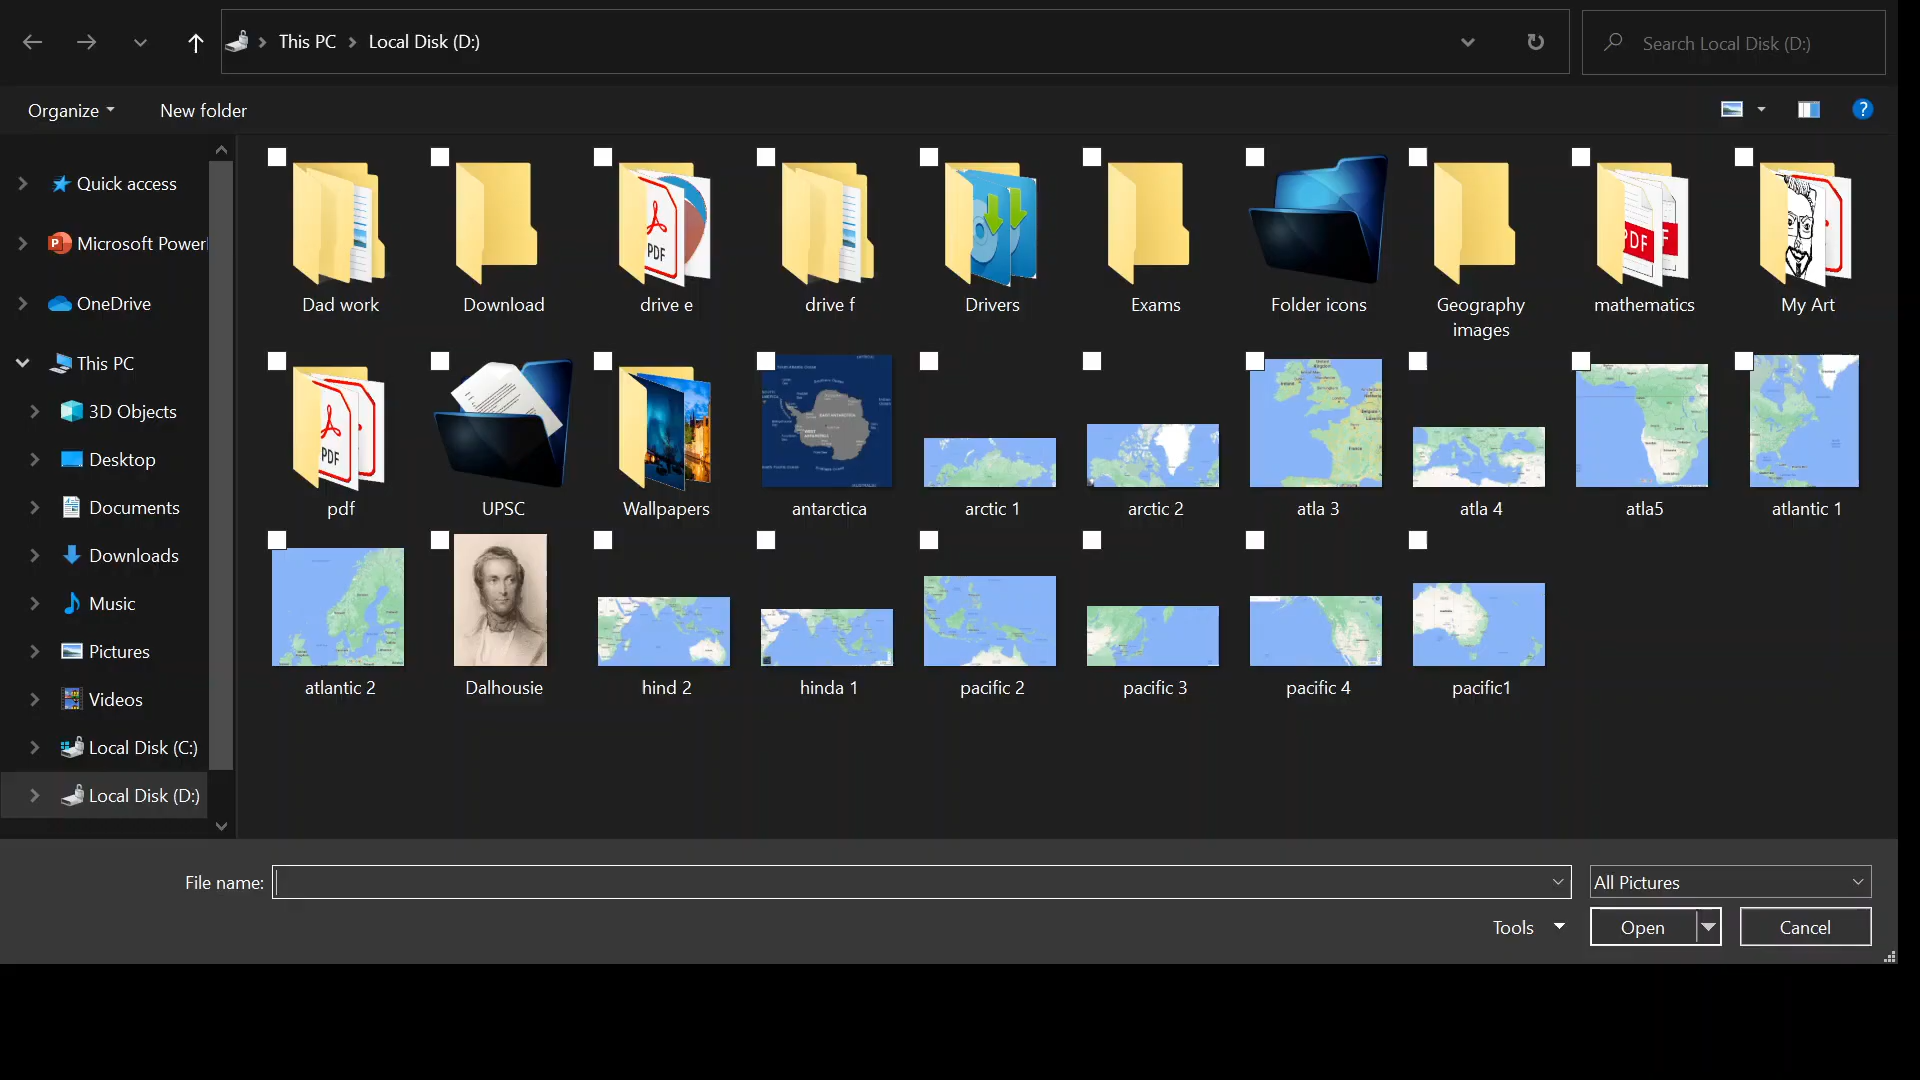 This PC
Local Disk (D:)
Search Local Disk (D:)
Organize
New folder
Quick access
Microsoft Power
OneDrive
This PC
3D Objects
Desktop
Documents
Downloads
Music
Pictures
Videos
Local Disk (C:)
Local Disk (D:)
Dad work
Download
drive e
drive f
Drivers
Exams
Folder icons
Geography
images
mathematics
My Art
pdf
UPSC
Wallpapers
antarctica
arctic 1
arctic 2
atla 3
atla 4
atla5
atlantic 1
atlantic 2
Dalhousie
hind 2
hinda 1
pacific 2
pacific 3
pacific 4
pacific1
File name:
All Pictures
Tools
Open
Cancel